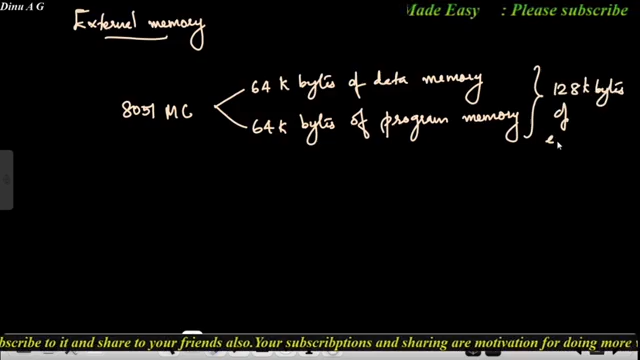 Dinu A G
Made Easy : Please subscribe
External memory
64 k bytes of data memory
8051 MC
64 k bytes of program memory
128 k bytes
of
e
bscribe to it and share to your friends also.Your subscribptions and sharing are motivation for doing more v